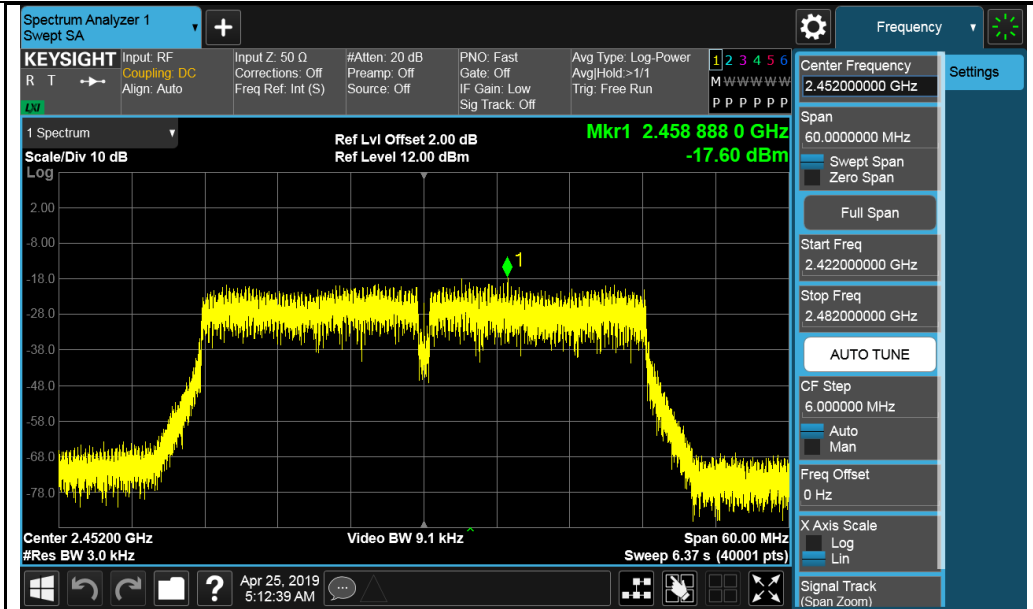 Spectrum Analyzer 1
Swept SA
+
Frequency
KEYSIGHT
R T
LXI
Input: RF
Coupling: DC
Align: Auto
Input Z: 50 Ω
Corrections: Off
Freq Ref: Int (S)
#Atten: 20 dB
Preamp: Off
Source: Off
PNO: Fast
Gate: Off
IF Gain: Low
Sig Track: Off
Avg Type: Log-Power
Avg|Hold:>1/1
Trig: Free Run
1 2 3 4 5 6
M W W W W W
P P P P P P
1 Spectrum
Scale/Div 10 dB
Log
Ref Lvl Offset 2.00 dB
Ref Level 12.00 dBm
Mkr1 2.458 888 0 GHz
-17.60 dBm
2.00
-8.00
-18.0
-28.0
-38.0
-48.0
-58.0
-68.0
-78.0
1
Center 2.45200 GHz
#Res BW 3.0 kHz
Video BW 9.1 kHz
Span 60.00 MHz
Sweep 6.37 s (40001 pts)
Center Frequency
2.452000000 GHz
Span
60.0000000 MHz
Swept Span
Zero Span
Full Span
Start Freq
2.422000000 GHz
Stop Freq
2.482000000 GHz
AUTO TUNE
CF Step
6.000000 MHz
Auto
Man
Freq Offset
0 Hz
X Axis Scale
Log
Lin
Signal Track
(Span Zoom)
Settings
?
Apr 25, 2019
5:12:39 AM